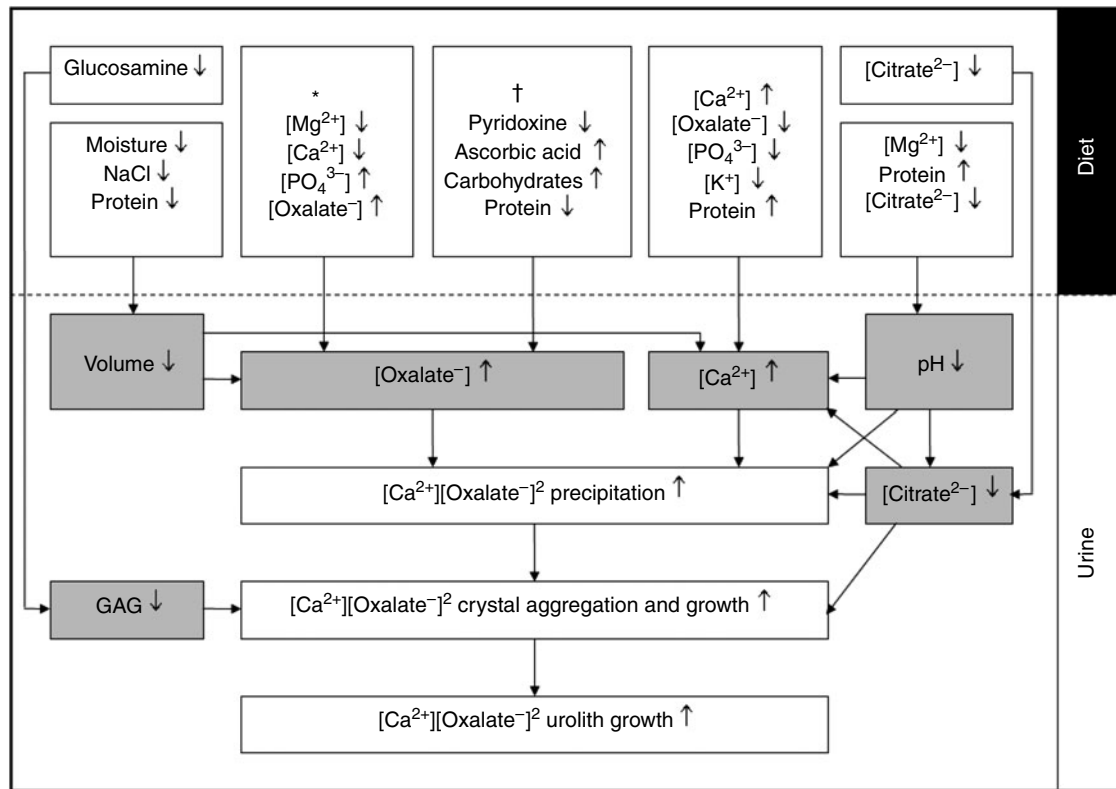 Glucosamine ↓
Moisture ↓
NaCl ↓
Protein ↓
*
[Mg²⁺] ↓
[Ca²⁺] ↓
[PO₄³⁻] ↑
[Oxalate⁻] ↑
†
Pyridoxine ↓
Ascorbic acid ↑
Carbohydrates ↑
Protein ↓
[Ca²⁺] ↑
[Oxalate⁻] ↓
[PO₄³⁻] ↓
[K⁺] ↓
Protein ↑
[Citrate²⁻] ↓
[Mg²⁺] ↓
Protein ↑
[Citrate²⁻] ↓
Diet
Volume ↓
[Oxalate⁻] ↑
[Ca²⁺] ↑
pH ↓
[Ca²⁺][Oxalate⁻]² precipitation ↑
[Citrate²⁻] ↓
GAG ↓
[Ca²⁺][Oxalate⁻]² crystal aggregation and growth ↑
[Ca²⁺][Oxalate⁻]² urolith growth ↑
Urine